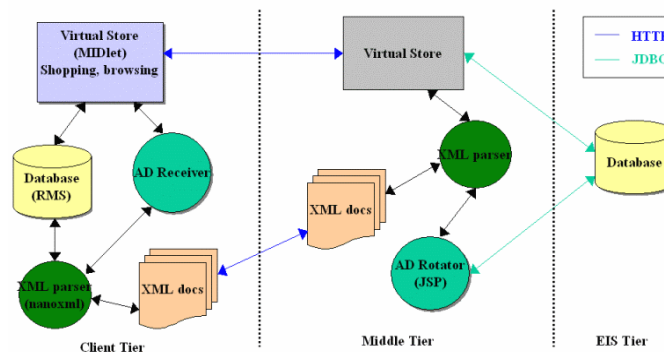 Virtual Store
(MIDlet)
Shopping, browsing
Virtual Store
HTTP
JDBC
Database
(RMS)
AD Receiver
XML parser
Database
XML docs
XML parser
(nanoxml)
XML docs
AD Rotator
(JSP)
Client Tier
Middle Tier
EIS Tier